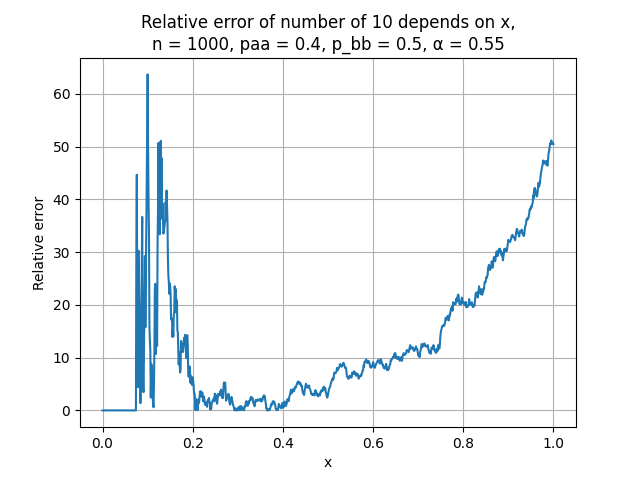 Relative error of number of 10 depends on x,
n = 1000, paa = 0.4, p_bb = 0.5, α = 0.55
Relative error
60
50
40
30
20
10
0
0.0 0.2 0.4 0.6 0.8 1.0
x